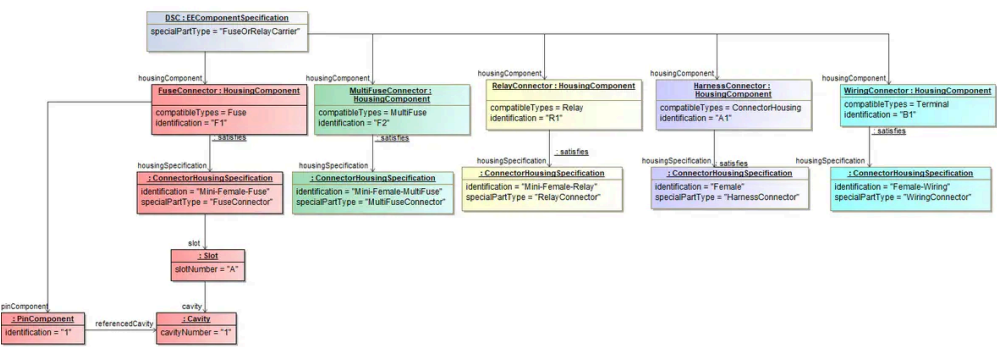 DSC : EEComponentSpecification
specialPartType = "FuseOrRelayCarrier"
housingComponent
housingComponent
housingComponent
housingComponent
housingComponent
FuseConnector : HousingComponent
compatibleTypes = Fuse
identification = "F1"
MultiFuseConnector :
HousingComponent
compatibleTypes = MultiFuse
identification = "F2"
RelayConnector : HousingComponent
compatibleTypes = Relay
identification = "R1"
HarnessConnector :
HousingComponent
compatibleTypes = ConnectorHousing
identification = "A1"
WiringConnector : HousingComponent
compatibleTypes = Terminal
identification = "B1"
: satisfies
: satisfies
: satisfies
: satisfies
: satisfies
housingSpecification
housingSpecification
housingSpecification
housingSpecification
housingSpecification
: ConnectorHousingSpecification
identification = "Mini-Female-Fuse"
specialPartType = "FuseConnector"
: ConnectorHousingSpecification
identification = "Mini-Female-MultiFuse"
specialPartType = "MultiFuseConnector"
: ConnectorHousingSpecification
identification = "Mini-Female-Relay"
specialPartType = "RelayConnector"
: ConnectorHousingSpecification
identification = "Female"
specialPartType = "HarnessConnector"
: ConnectorHousingSpecification
identification = "Female-Wiring"
specialPartType = "WiringConnector"
slot
: Slot
slotNumber = "A"
pinComponent
cavity
: PinComponent
identification = "1"
referencedCavity
: Cavity
cavityNumber = "1"